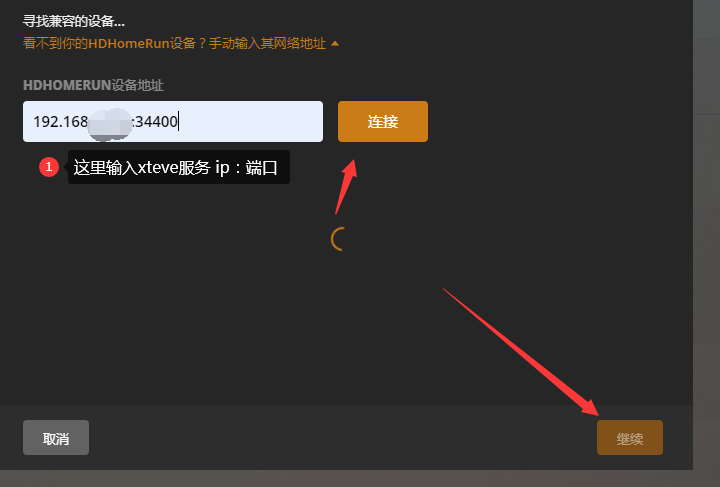 寻找兼容的设备...
看不到你的HDHomeRun设备？手动输入其网络地址
HDHOMERUN设备地址
192.168 :34400 连接
1 这里输入xteve服务 ip：端口
取消 继续